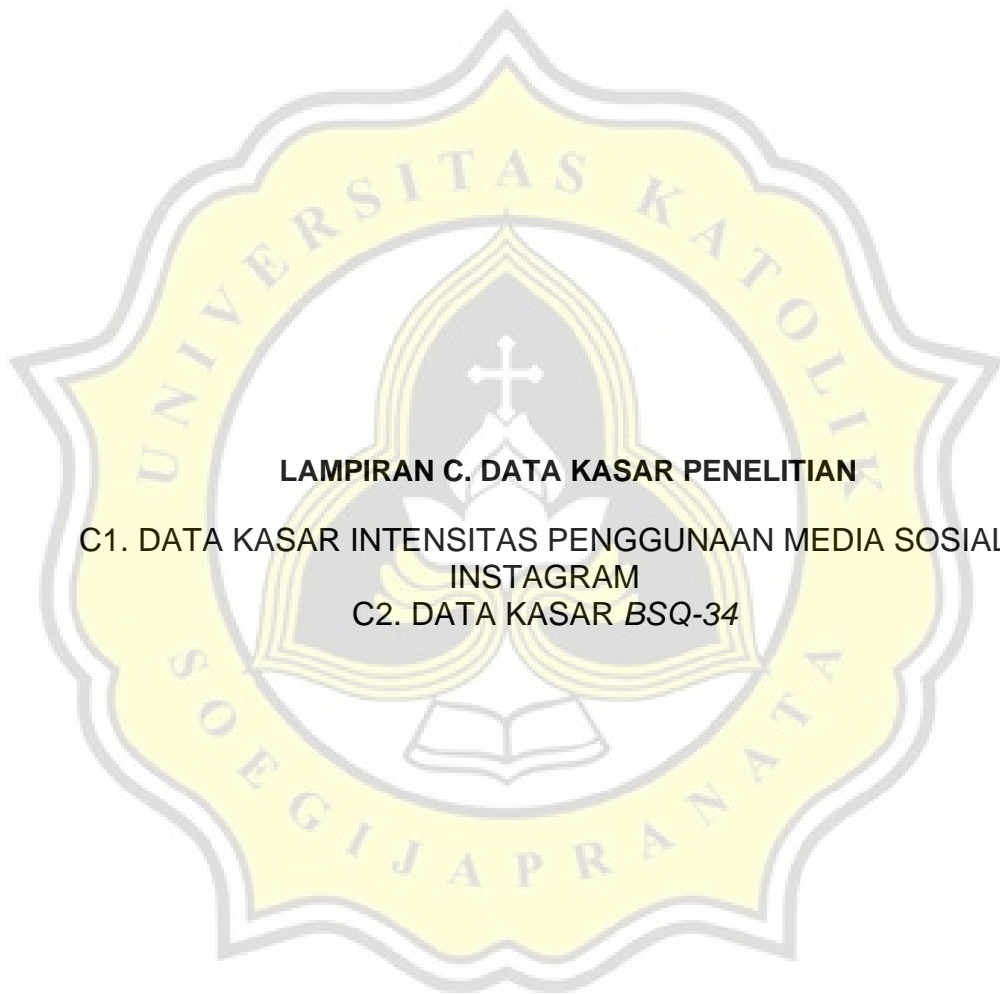 UNIVERSITAS KATOLIK
LAMPIRAN C. DATA KASAR PENELITIAN
C1. DATA KASAR INTENSITAS PENGGUNAAN MEDIA SOSIAL
INSTAGRAM
C2. DATA KASAR BSQ-34
SOEGIJAPRANATA